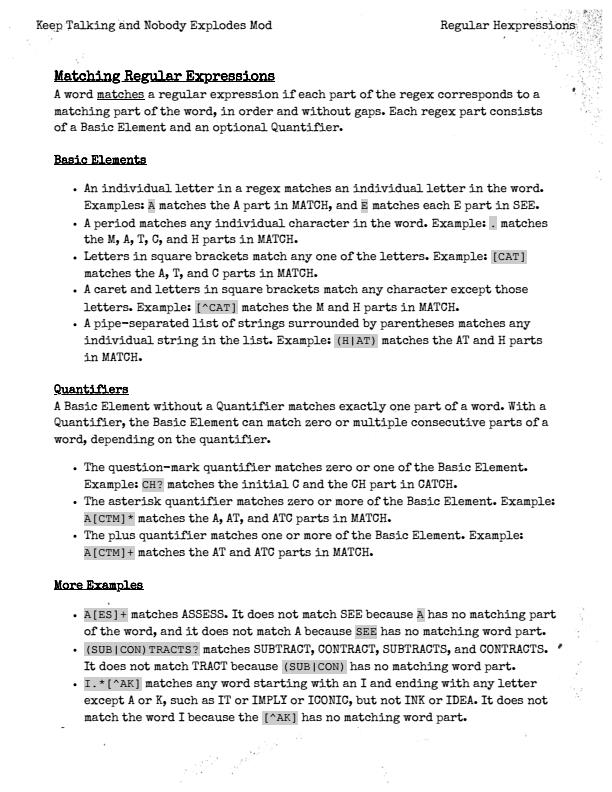 Keep Talking and Nobody Explodes Mod
Regular Hexpressions
Matching Regular Expressions
A word matches a regular expression if each part of the regex corresponds to a
matching part of the word, in order and without gaps. Each regex part consists
of a Basic Element and an optional Quantifier.
Basic Elements
• An individual letter in a regex matches an individual letter in the word.
Examples: A matches the A part in MATCH, and E matches each E part in SEE.
• A period matches any individual character in the word. Example: . matches
the M, A, T, C, and H parts in MATCH.
• Letters in square brackets match any one of the letters. Example: [CAT]
matches the A, T, and C parts in MATCH.
• A caret and letters in square brackets match any character except those
letters. Example: [^CAT] matches the M and H parts in MATCH.
• A pipe-separated list of strings surrounded by parentheses matches any
individual string in the list. Example: (H|AT) matches the AT and H parts
in MATCH.
Quantifiers
A Basic Element without a Quantifier matches exactly one part of a word. With a
Quantifier, the Basic Element can match zero or multiple consecutive parts of a
word, depending on the quantifier.
• The question-mark quantifier matches zero or one of the Basic Element.
Example: CH? matches the initial C and the CH part in CATCH.
• The asterisk quantifier matches zero or more of the Basic Element. Example:
A[CTM]* matches the A, AT, and ATC parts in MATCH.
• The plus quantifier matches one or more of the Basic Element. Example:
A[CTM]+ matches the AT and ATC parts in MATCH.
More Examples
• A[ES]+ matches ASSESS. It does not match SEE because A has no matching part
of the word, and it does not match A because SEE has no matching word part.
• (SUB|CON)TRACTS? matches SUBTRACT, CONTRACT, SUBTRACTS, and CONTRACTS.
It does not match TRACT because (SUB|CON) has no matching word part.
• I.*[^AK] matches any word starting with an I and ending with any letter
except A or K, such as IT or IMPLY or ICONIC, but not INK or IDEA. It does not
match the word I because the [^AK] has no matching word part.